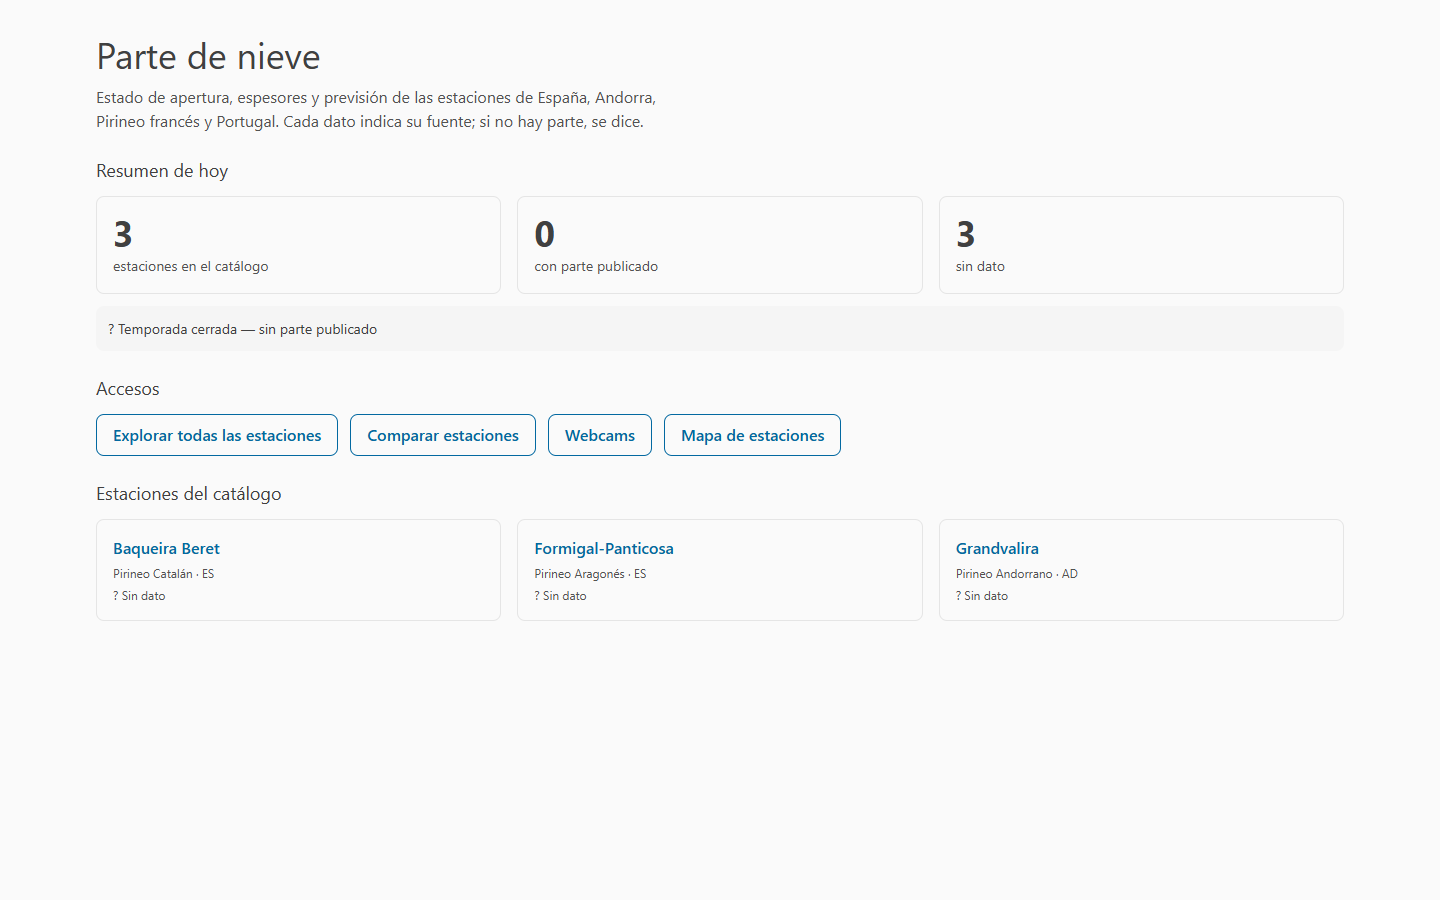 Parte de nieve
Estado de apertura, espesores y previsión de las estaciones de España, Andorra,
Pirineo francés y Portugal. Cada dato indica su fuente; si no hay parte, se dice.
Resumen de hoy
3
estaciones en el catálogo
0
con parte publicado
3
sin dato
? Temporada cerrada — sin parte publicado
Accesos
Explorar todas las estaciones
Comparar estaciones
Webcams
Mapa de estaciones
Estaciones del catálogo
Baqueira Beret
Pirineo Catalán · ES
? Sin dato
Formigal-Panticosa
Pirineo Aragonés · ES
? Sin dato
Grandvalira
Pirineo Andorrano · AD
? Sin dato